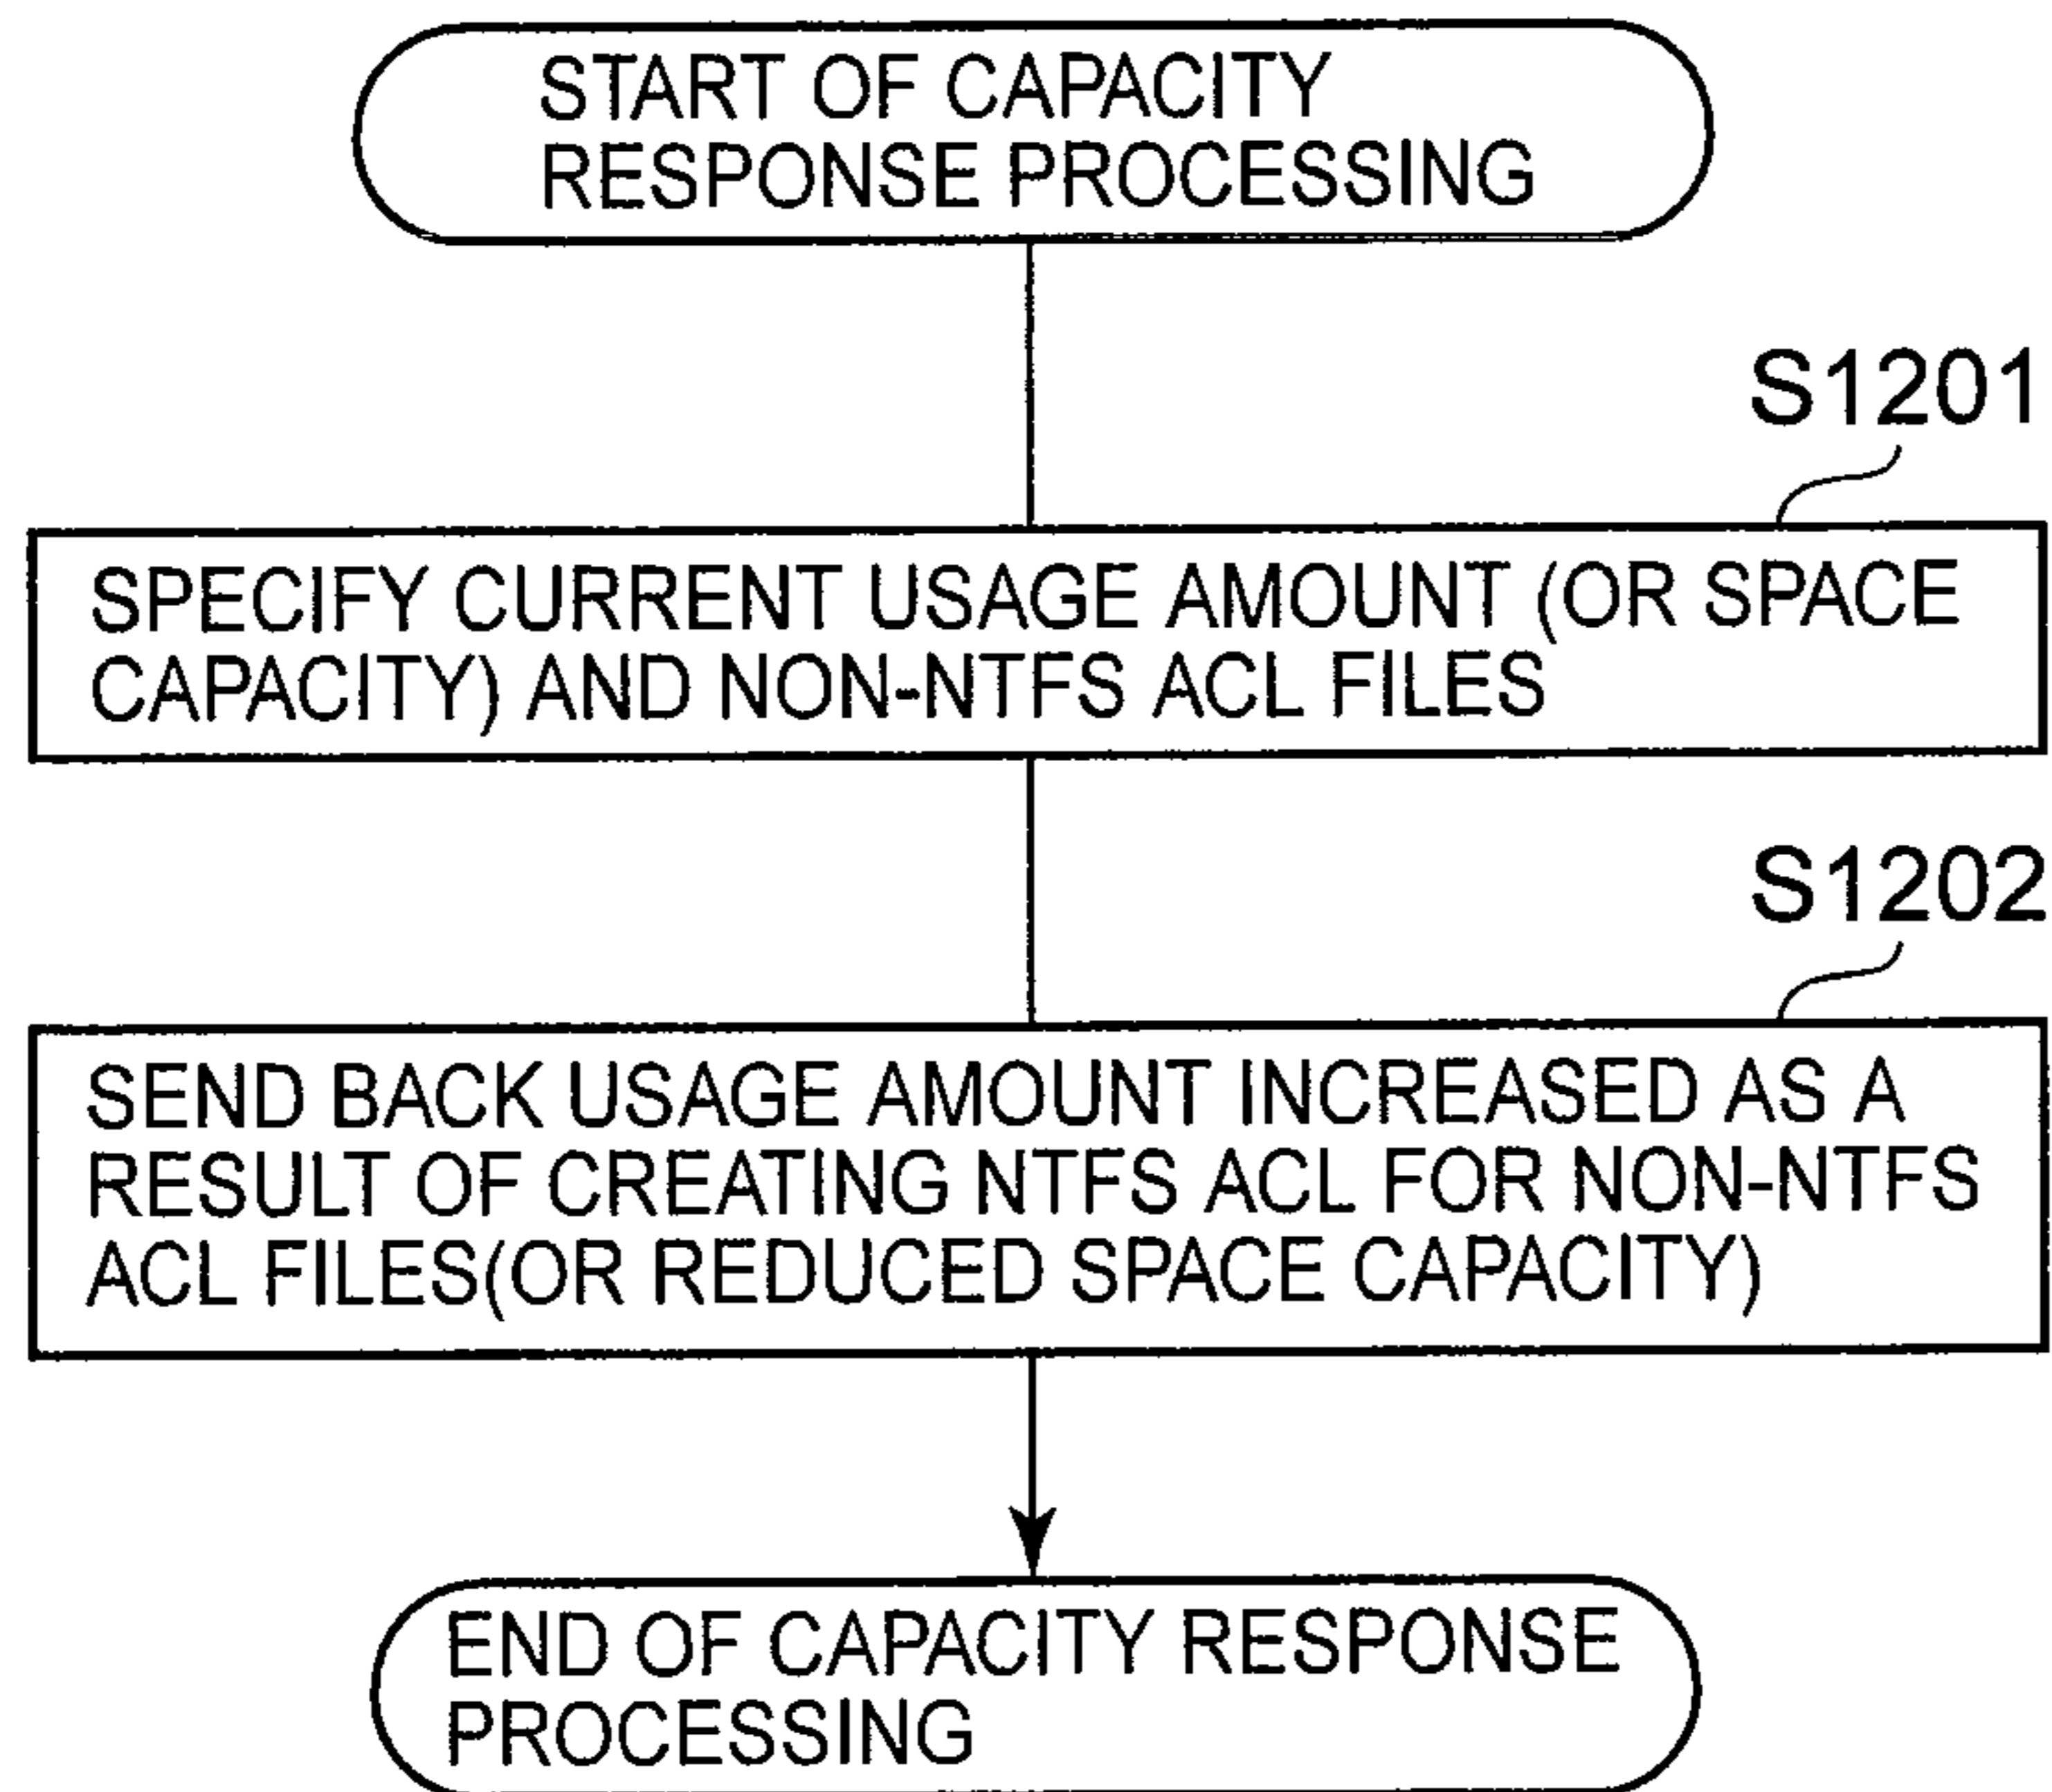 START OF CAPACITY
RESPONSE PROCESSING
S1201
SPECIFY CURRENT USAGE AMOUNT (OR SPACE
CAPACITY) AND NON-NTFS ACL FILES
S1202
SEND BACK USAGE AMOUNT INCREASED AS A
RESULT OF CREATING NTFS ACL FOR NON-NTFS
ACL FILES(OR REDUCED SPACE CAPACITY)
END OF CAPACITY RESPONSE
PROCESSING